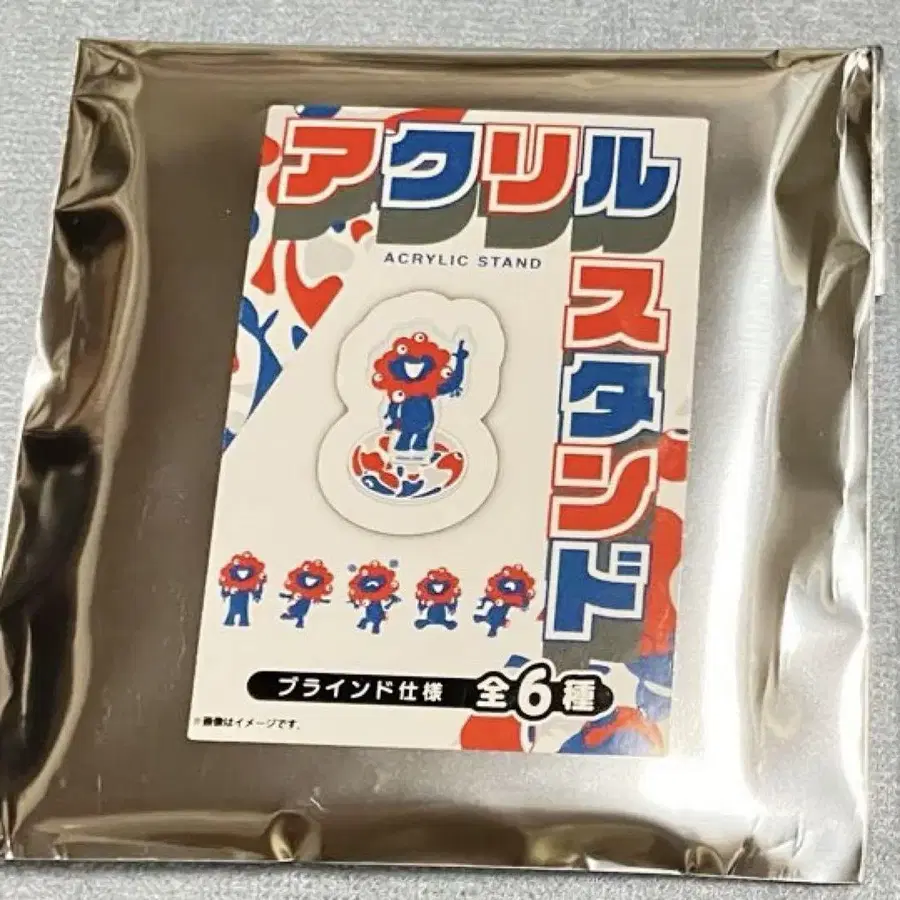 アクリル
ACRYLIC STAND
スタンド
ブラインド仕様 全6種
※画像はイメージです。